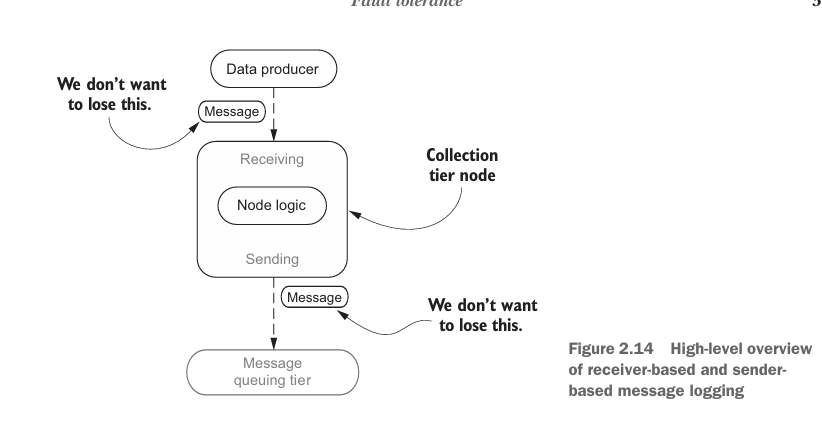 Fault tolerance
Data producer
We don't want
to lose this.
Message
Receiving
Collection
tier node
Node logic
Sending
Message
We don't want
to lose this.
Message
queuing tier
Figure 2.14 High-level overview
of receiver-based and sender-
based message logging